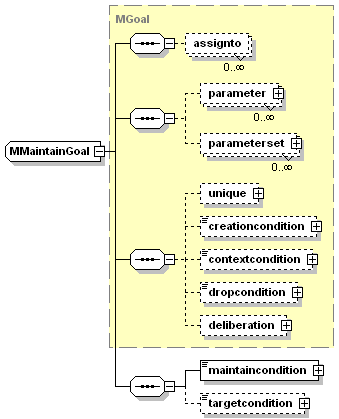 MGoal
assignto
0..∞
parameter
0..∞
MMaintainGoal
parameterset
0..∞
unique
creationcondition
contextcondition
dropcondition
deliberation
maintaincondition
targetcondition